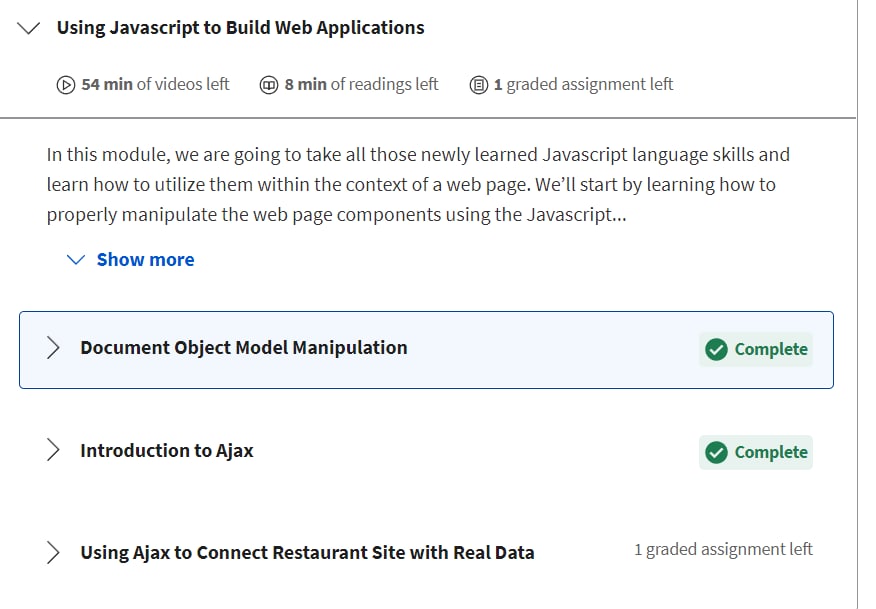 Using Javascript to Build Web Applications
54 min of videos left 8 min of readings left 1 graded assignment left
In this module, we are going to take all those newly learned Javascript language skills and
learn how to utilize them within the context of a web page. We’ll start by learning how to
properly manipulate the web page components using the Javascript...
Show more
Document Object Model Manipulation Complete
Introduction to Ajax Complete
Using Ajax to Connect Restaurant Site with Real Data 1 graded assignment left